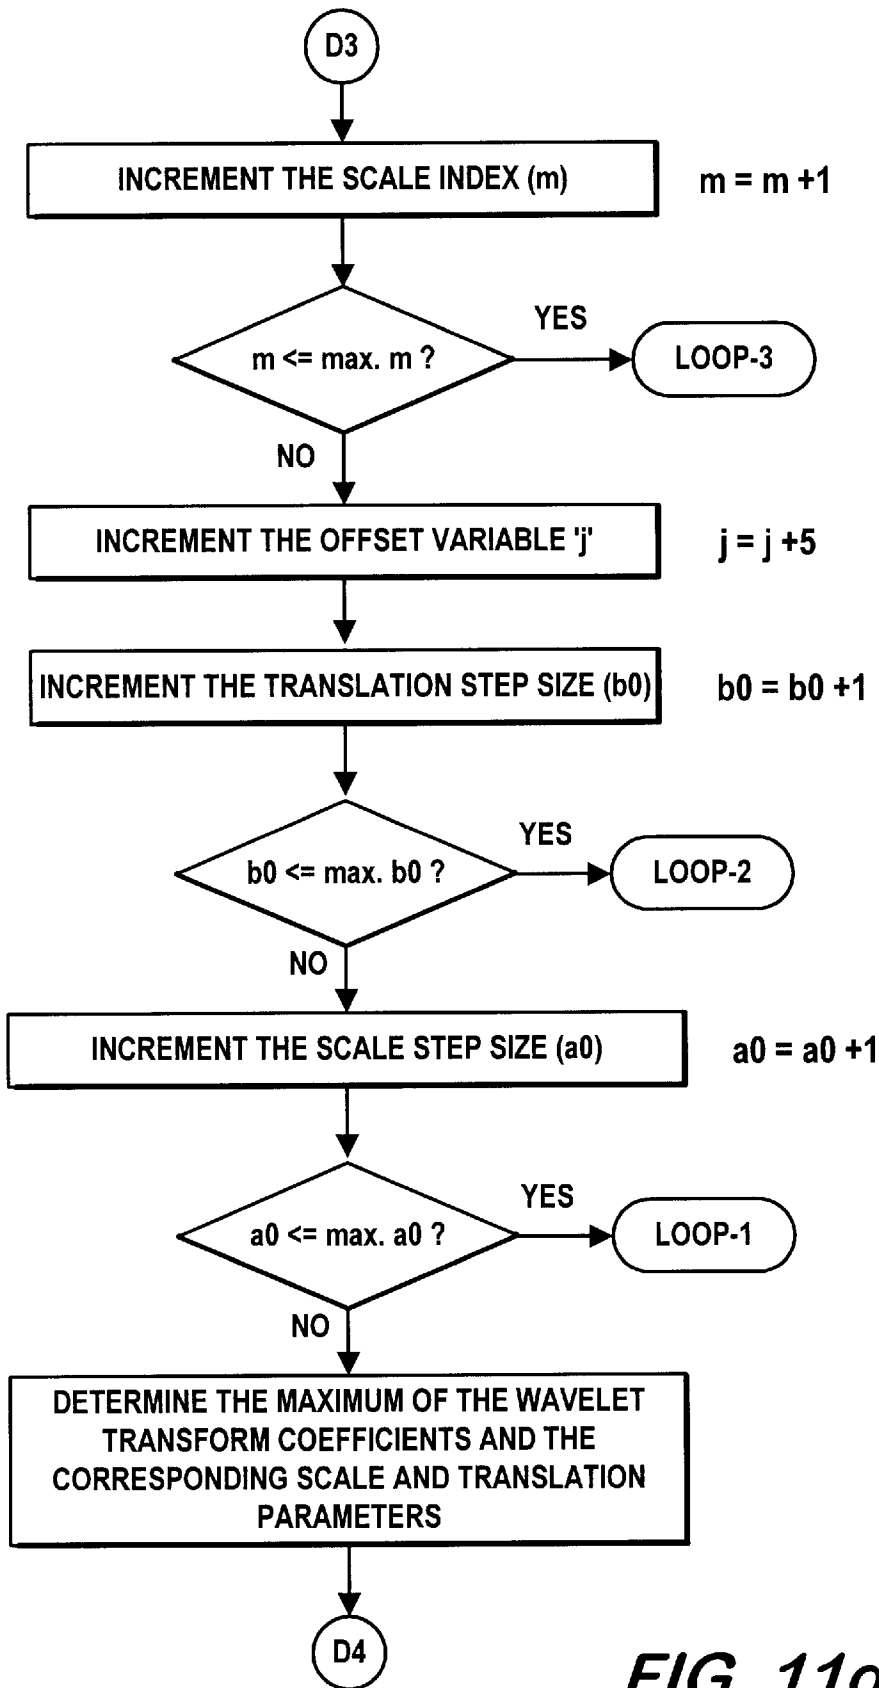 D3
INCREMENT THE SCALE INDEX (m)
m = m +1
YES
m <= max. m ?
LOOP-3
NO
INCREMENT THE OFFSET VARIABLE 'j'
j = j +5
INCREMENT THE TRANSLATION STEP SIZE (b0)
b0 = b0 +1
YES
b0 <= max. b0 ?
LOOP-2
NO
INCREMENT THE SCALE STEP SIZE (a0)
a0 = a0 +1
YES
a0 <= max. a0 ?
LOOP-1
NO
DETERMINE THE MAXIMUM OF THE WAVELET
TRANSFORM COEFFICIENTS AND THE
CORRESPONDING SCALE AND TRANSLATION
PARAMETERS
D4
FIG.